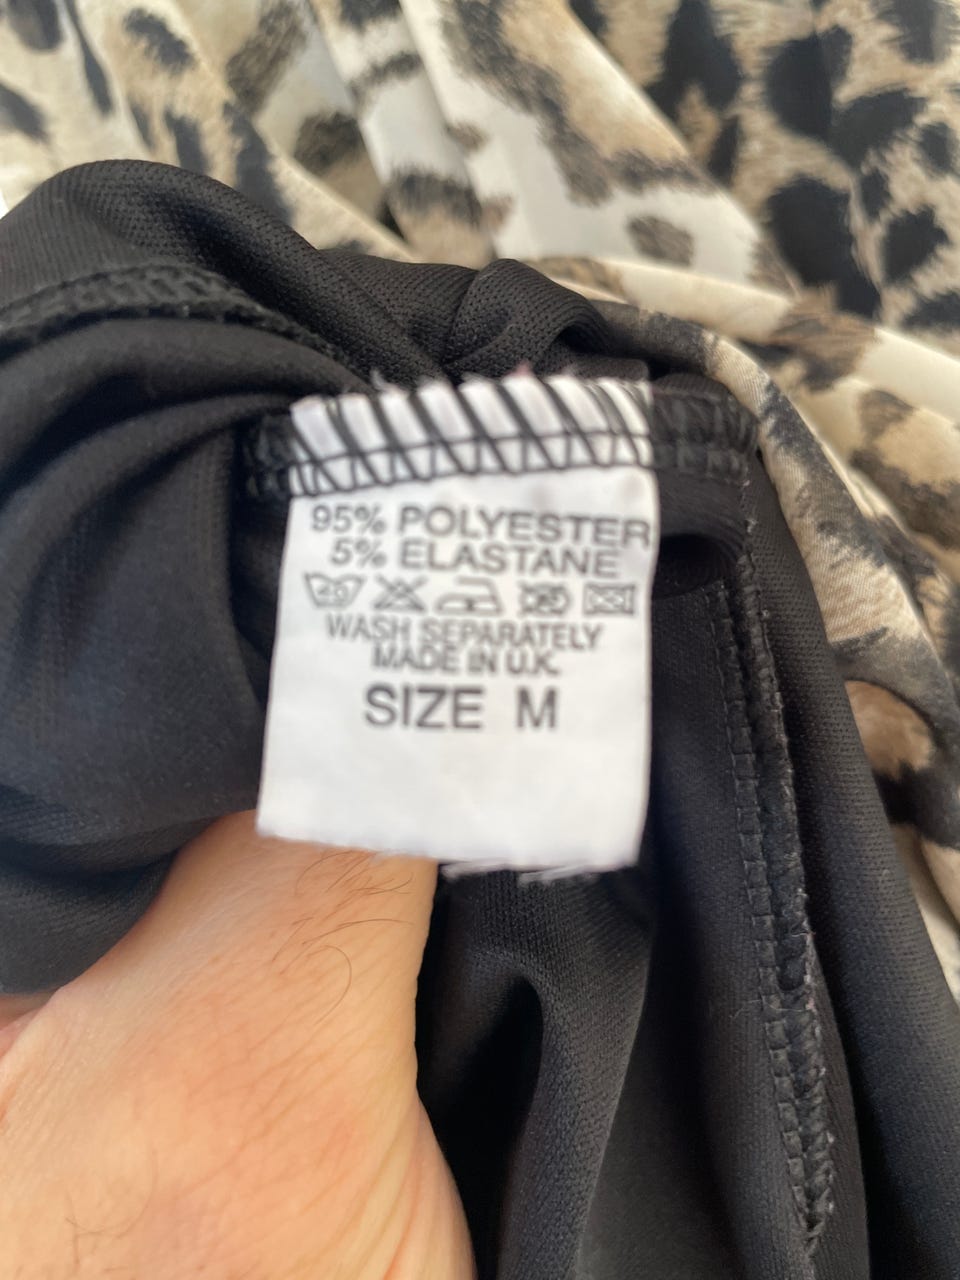 95% POLYESTER
5% ELASTANE
WASH SEPARATELY
MADE IN U.K.
SIZE M